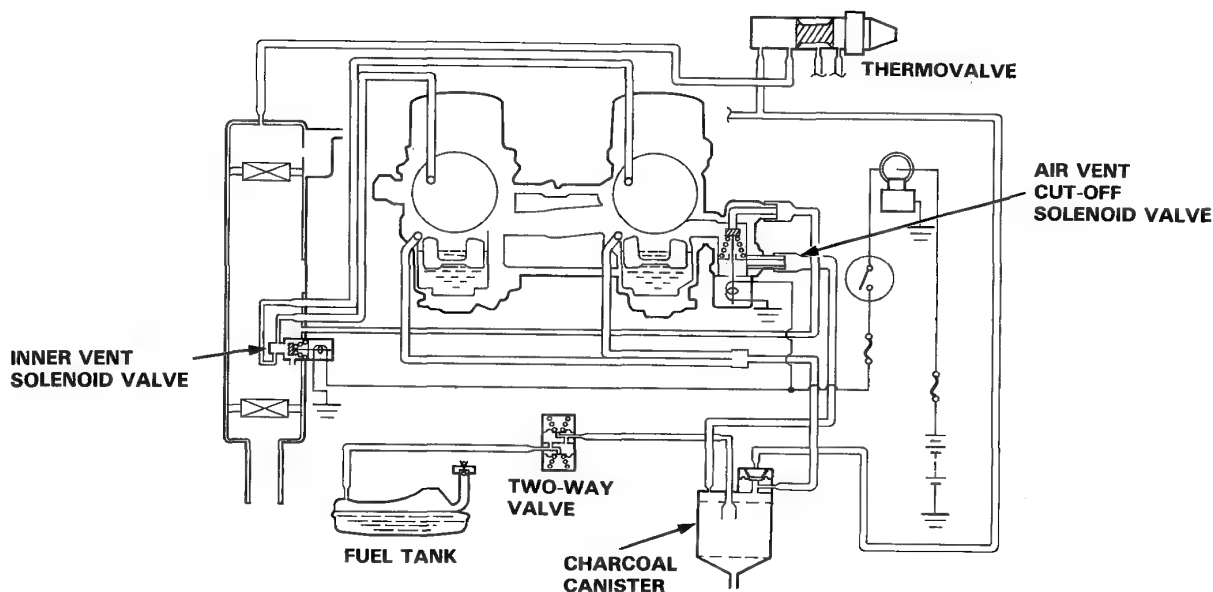 THERMOVALVE
AIR VENT
CUT-OFF
SOLENOID VALVE
INNER VENT
SOLENOID VALVE
TWO-WAY
VALVE
FUEL TANK
CHARCOAL
CANISTER